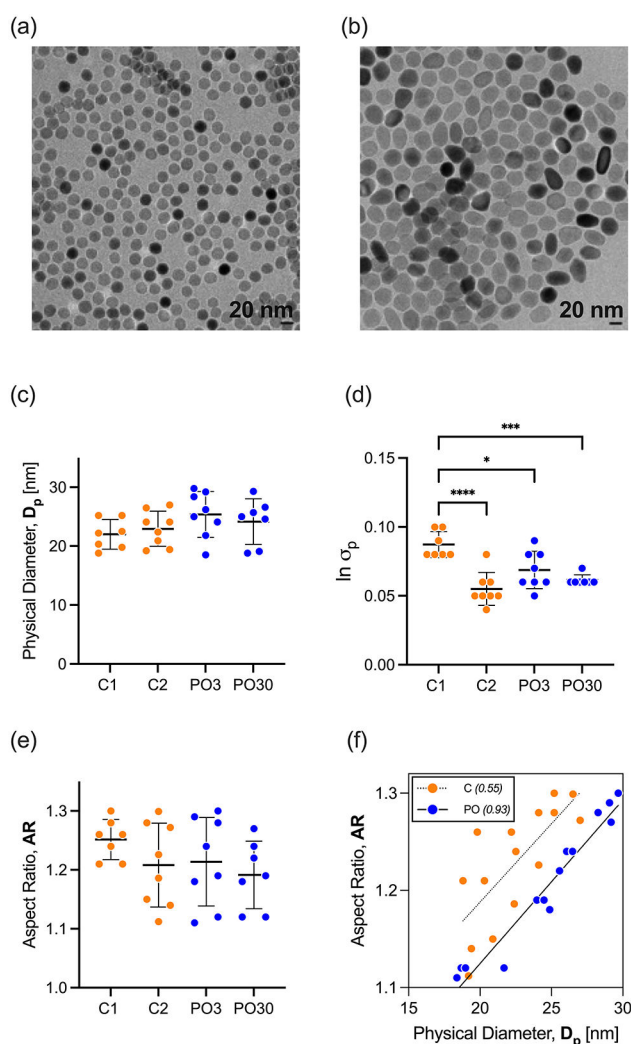 (a)
(b)
20 nm
20 nm
(c)
(d)
Physical Diameter, Dp [nm]
30
20
10
0
C1 C2 PO3 PO30
ln σp
0.15
0.10
0.05
0.00
***
*
****
C1 C2 PO3 PO30
(e)
(f)
Aspect Ratio, AR
1.3
1.2
1.1
1.0
C1 C2 PO3 PO30
Aspect Ratio, AR
1.3
1.2
1.1
C (0.55)
PO (0.93)
15 20 25 30
Physical Diameter, Dp [nm]